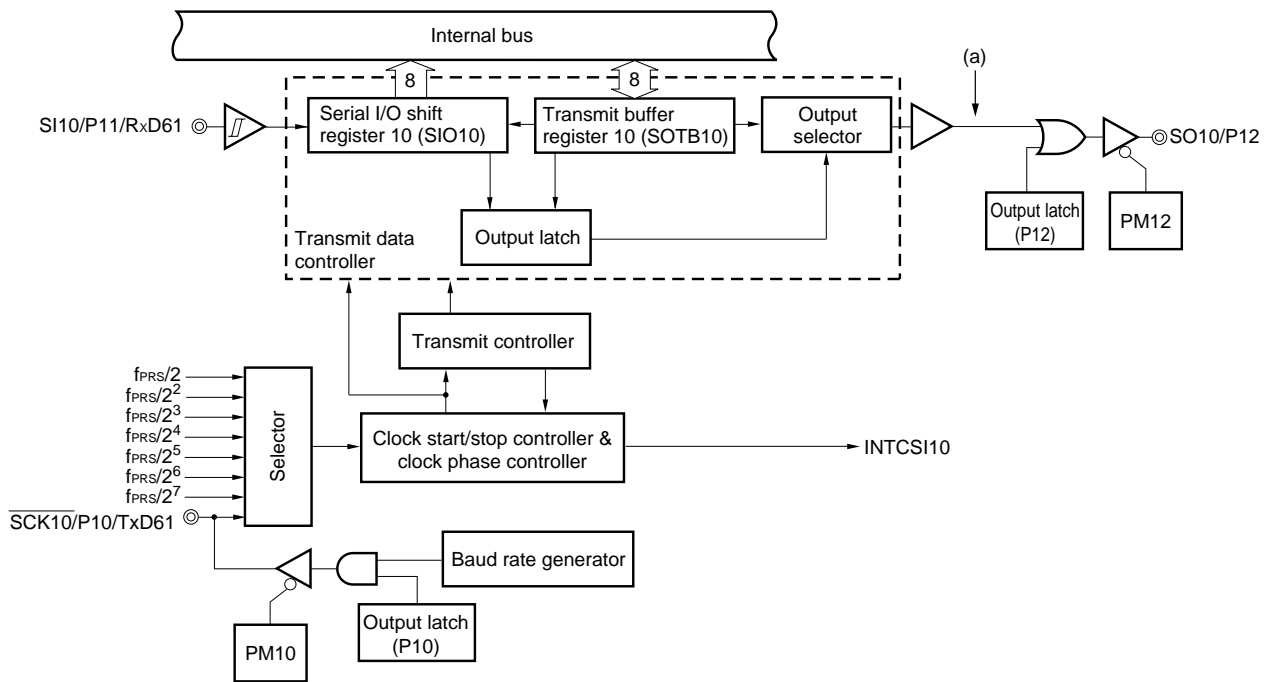 Internal bus
(a)
8
8
SI10/P11/RxD61
Serial I/O shift
register 10 (SIO10)
Transmit buffer
register 10 (SOTB10)
Output
selector
SO10/P12
Output latch
(P12)
PM12
Output latch
Transmit data
controller
Transmit controller
fPRS/2
fPRS/2²
fPRS/2³
fPRS/2⁴
fPRS/2⁵
fPRS/2⁶
fPRS/2⁷
Selector
Clock start/stop controller &
clock phase controller
INTCSI10
S̅C̅K̅1̅0̅/P10/TxD61
Baud rate generator
Output latch
(P10)
PM10